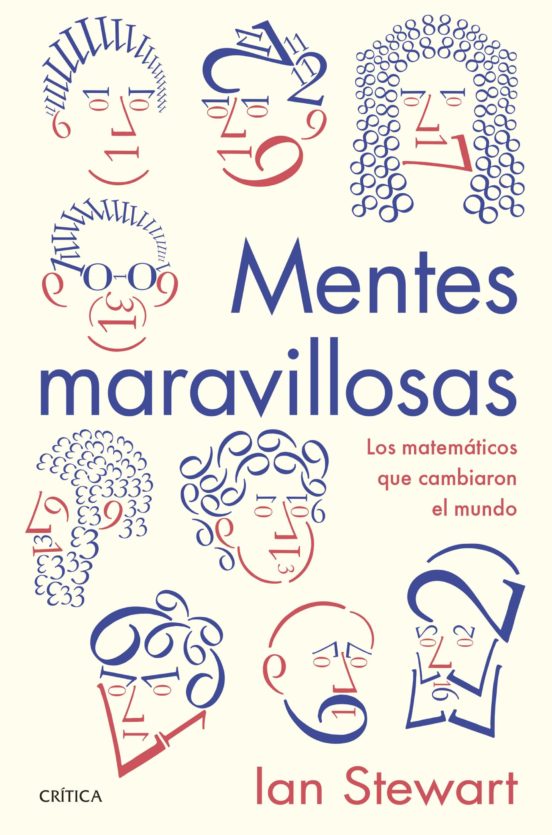 Mentes
maravillosas
Los matemáticos
que cambiaron
el mundo
CRÍTICA
Ian Stewart